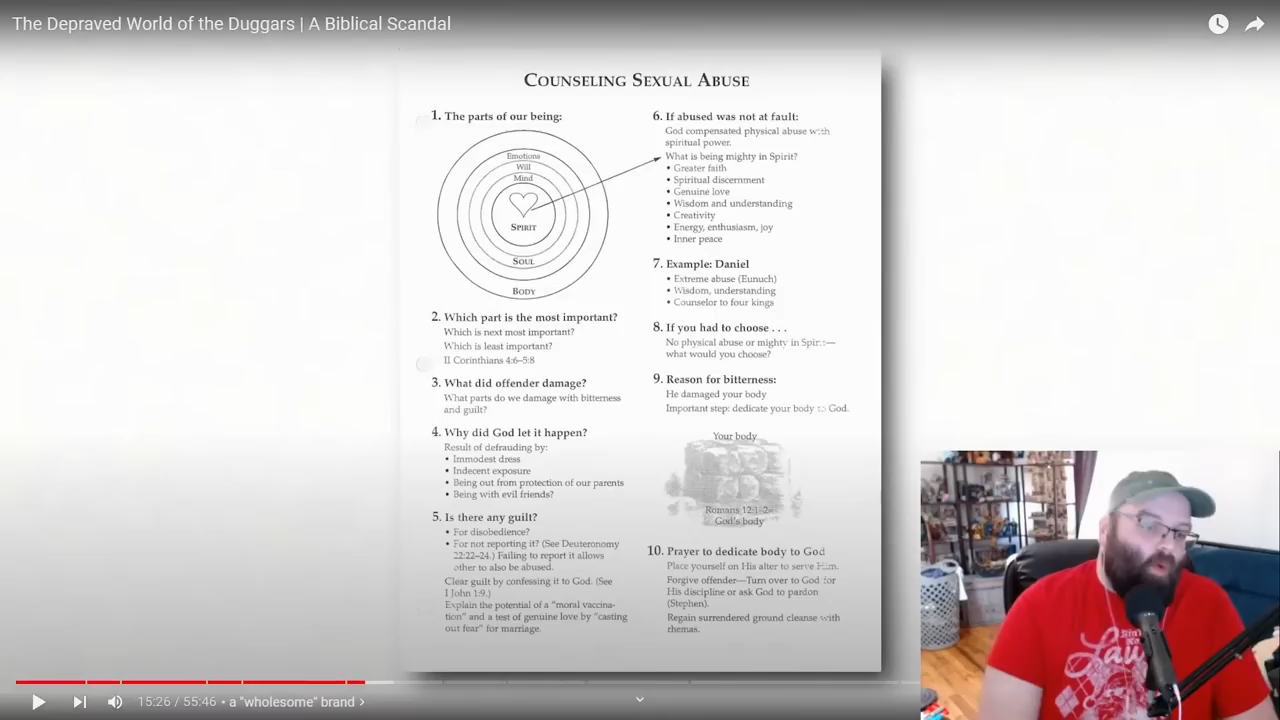 The Depraved World of the Duggars | A Biblical Scandal
COUNSELING SEXUAL ABUSE
1. The parts of our being:
Emotions
Will
Mind
SPIRIT
SOUL
BODY
2. Which part is the most important?
Which is next most important?
Which is least important?
II Corinthians 4:6–5:8
3. What did offender damage?
What parts do we damage with bitterness
and guilt?
4. Why did God let it happen?
Result of defrauding by:
• Immodest dress
• Indecent exposure
• Being out from protection of our parents
• Being with evil friends?
5. Is there any guilt?
• For disobedience?
• For not reporting it? (See Deuteronomy
22:22–24.) Failing to report it allows
other to also be abused.
Clear guilt by confessing it to God. (See
I John 1:9.)
Explain the potential of a "moral vaccina-
tion" and a test of genuine love by "casting
out fear" for marriage.
6. If abused was not at fault:
God compensated physical abuse with
spiritual power.
What is being mighty in Spirit?
• Greater faith
• Spiritual discernment
• Genuine love
• Wisdom and understanding
• Creativity
• Energy, enthusiasm, joy
• Inner peace
7. Example: Daniel
• Extreme abuse (Eunuch)
• Wisdom, understanding
• Counselor to four kings
8. If you had to choose . . .
No physical abuse or mighty in Spirit—
what would you choose?
9. Reason for bitterness:
He damaged your body
Important step: dedicate your body to God.
Your body
Romans 12:1–2
God's body
10. Prayer to dedicate body to God
Place yourself on His alter to serve Him.
Forgive offender—Turn over to God for
His discipline or ask God to pardon
(Stephen).
Regain surrendered ground cleanse with
rhemas.
15:26 / 55:46 • a "wholesome" brand >